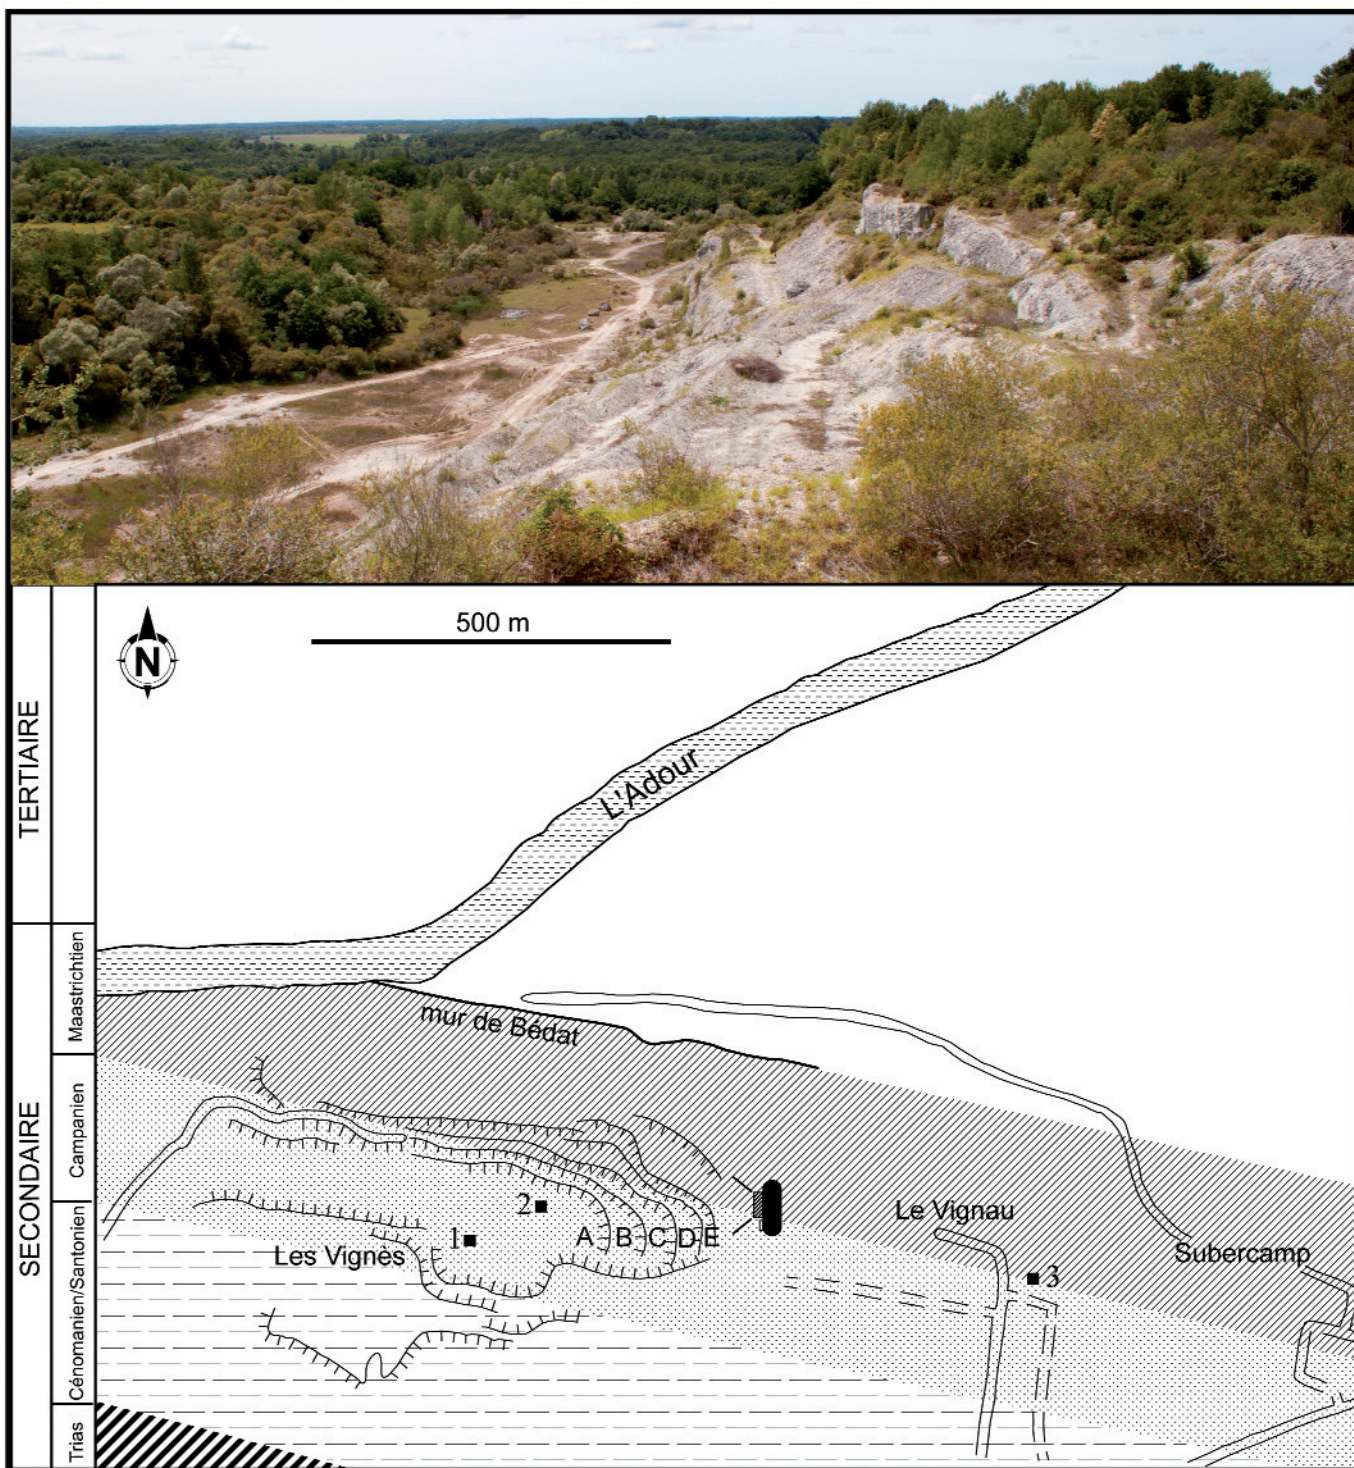 N
500 m
TERTIAIRE
L'Adour
Maastrichtien
mur de Bédat
SECONDAIRE
Campanien
2
Le Vignau
1
A B C D E
Les Vignès
Subercamp
3
Cénomanien/Santonien
Trias